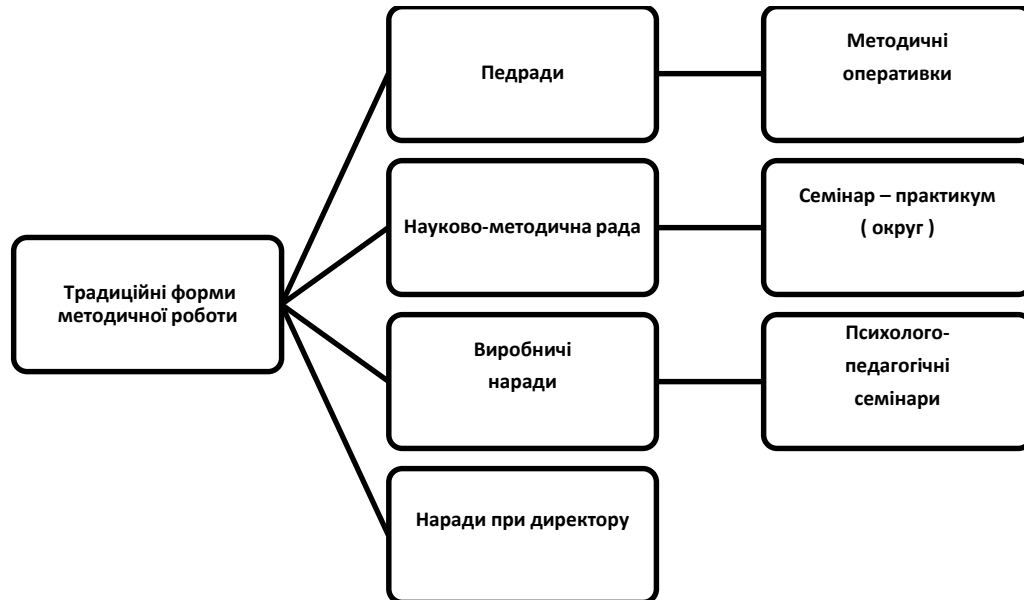 Традиційні форми
методичної роботи
Педради
Методичні
оперативки
Науково-методична рада
Семінар – практикум
( округ )
Виробничі
наради
Психолого-
педагогічні
семінари
Наради при директору